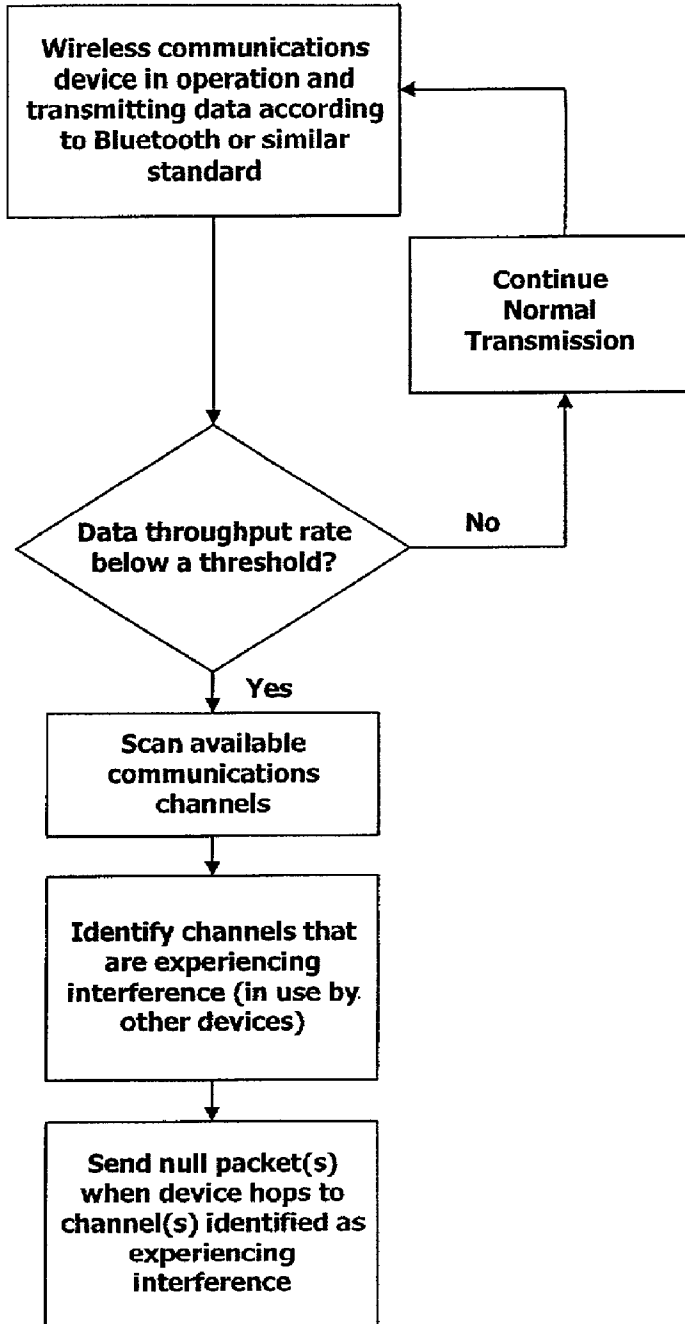 Wireless communications
device in operation and
transmitting data according
to Bluetooth or similar
standard
Continue
Normal
Transmission
Data throughput rate
below a threshold?
No
Yes
Scan available
communications
channels
Identify channels that
are experiencing
interference (in use by
other devices)
Send null packet(s)
when device hops to
channel(s) identified as
experiencing
interference